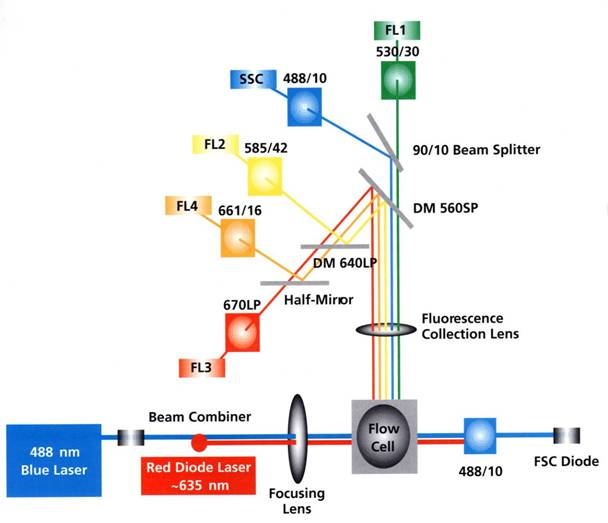 FL1
530/30
SSC
488/10
90/10 Beam Splitter
FL2
585/42
DM 560SP
FL4
661/16
DM 640LP
Half-Mirror
670LP
Fluorescence
Collection Lens
FL3
Beam Combiner
488 nm
Blue Laser
Red Diode Laser
~635 nm
Focusing
Lens
Flow
Cell
488/10
FSC Diode